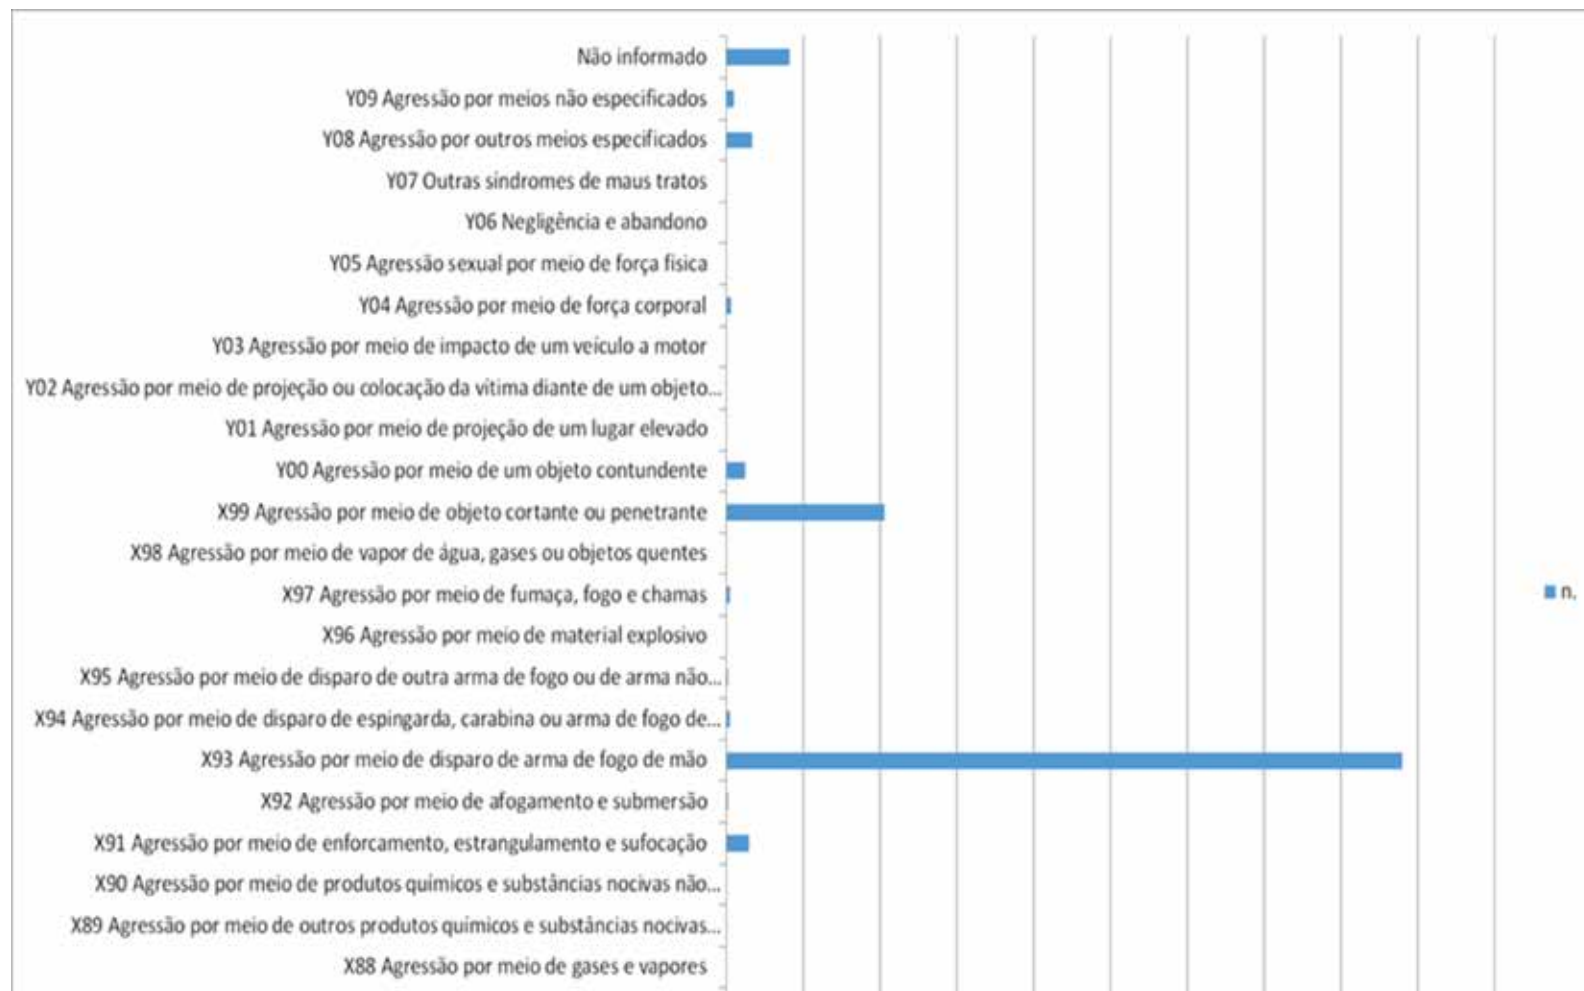 Não informado
Y09 Agressão por meios não especificados
Y08 Agressão por outros meios especificados
Y07 Outras síndromes de maus tratos
Y06 Negligência e abandono
Y05 Agressão sexual por meio de força física
Y04 Agressão por meio de força corporal
Y03 Agressão por meio de impacto de um veículo a motor
Y02 Agressão por meio de projeção ou colocação da vítima diante de um objeto...
Y01 Agressão por meio de projeção de um lugar elevado
Y00 Agressão por meio de um objeto contundente
X99 Agressão por meio de objeto cortante ou penetrante
X98 Agressão por meio de vapor de água, gases ou objetos quentes
X97 Agressão por meio de fumaça, fogo e chamas
n.
X96 Agressão por meio de material explosivo
X95 Agressão por meio de disparo de outra arma de fogo ou de arma não...
X94 Agressão por meio de disparo de espingarda, carabina ou arma de fogo de...
X93 Agressão por meio de disparo de arma de fogo de mão
X92 Agressão por meio de afogamento e submersão
X91 Agressão por meio de enforcamento, estrangulamento e sufocação
X90 Agressão por meio de produtos químicos e substâncias nocivas não...
X89 Agressão por meio de outros produtos químicos e substâncias nocivas...
X88 Agressão por meio de gases e vapores